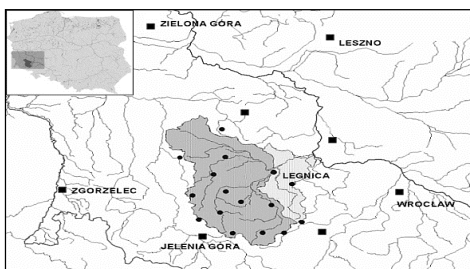 ZIELONA GÓRA
LESZNO
LEGNICA
ZGORZELEC
WROCŁAW
JELENIA GÓRA